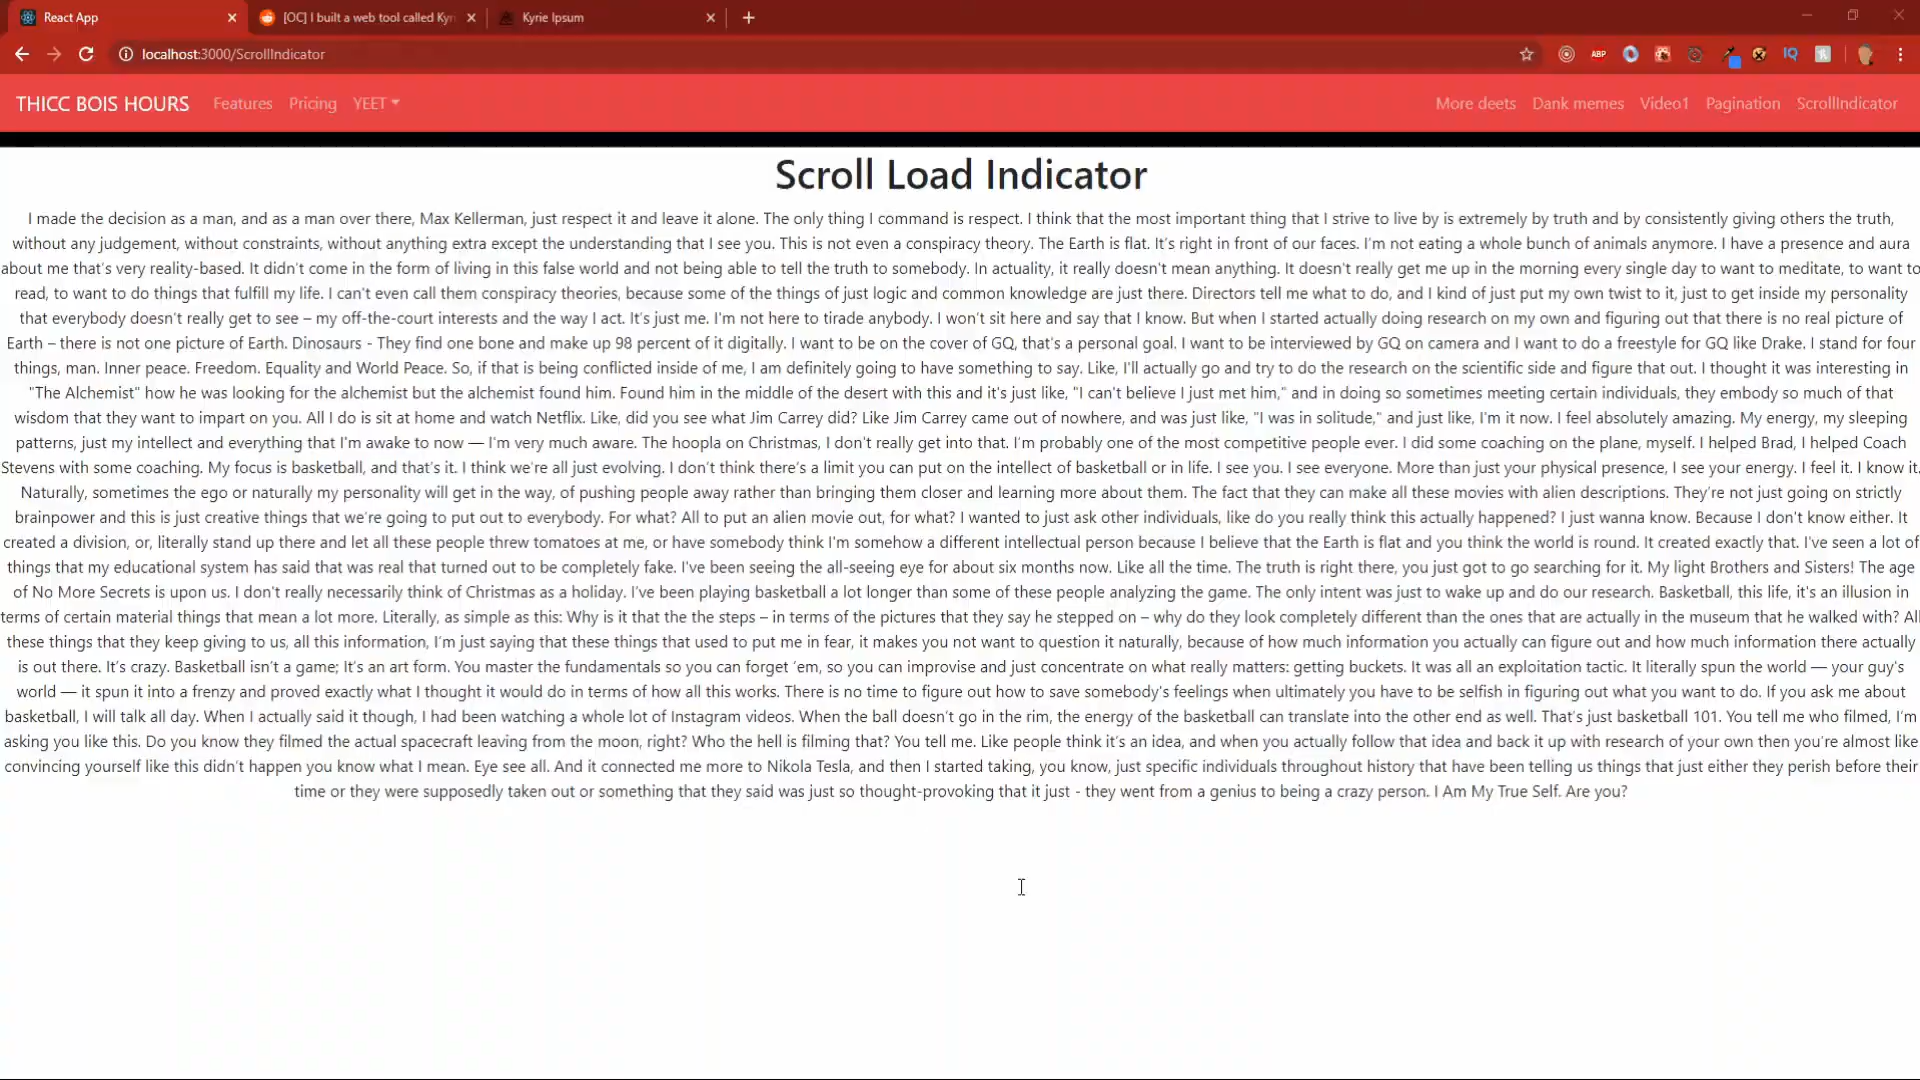 React App
[OC] I built a web tool called Kyri
Kyrie Ipsum
localhost:3000/ScrollIndicator
ABP
IQ
THICC BOIS HOURS Features Pricing YEET More deets Dank memes Video1 Pagination ScrollIndicator
Scroll Load Indicator
I made the decision as a man, and as a man over there, Max Kellerman, just respect it and leave it alone. The only thing I command is respect. I think that the most important thing that I strive to live by is extremely by truth and by consistently giving others the truth,
without any judgement, without constraints, without anything extra except the understanding that I see you. This is not even a conspiracy theory. The Earth is flat. It's right in front of our faces. I'm not eating a whole bunch of animals anymore. I have a presence and aura
about me that's very reality-based. It didn't come in the form of living in this false world and not being able to tell the truth to somebody. In actuality, it really doesn't mean anything. It doesn't really get me up in the morning every single day to want to meditate, to want to
read, to want to do things that fulfill my life. I can't even call them conspiracy theories, because some of the things of just logic and common knowledge are just there. Directors tell me what to do, and I kind of just put my own twist to it, just to get inside my personality
that everybody doesn't really get to see – my off-the-court interests and the way I act. It's just me. I'm not here to tirade anybody. I won't sit here and say that I know. But when I started actually doing research on my own and figuring out that there is no real picture of
Earth – there is not one picture of Earth. Dinosaurs - They find one bone and make up 98 percent of it digitally. I want to be on the cover of GQ, that's a personal goal. I want to be interviewed by GQ on camera and I want to do a freestyle for GQ like Drake. I stand for four
things, man. Inner peace. Freedom. Equality and World Peace. So, if that is being conflicted inside of me, I am definitely going to have something to say. Like, I'll actually go and try to do the research on the scientific side and figure that out. I thought it was interesting in
"The Alchemist" how he was looking for the alchemist but the alchemist found him. Found him in the middle of the desert with this and it's just like, "I can't believe I just met him," and in doing so sometimes meeting certain individuals, they embody so much of that
wisdom that they want to impart on you. All I do is sit at home and watch Netflix. Like, did you see what Jim Carrey did? Like Jim Carrey came out of nowhere, and was just like, "I was in solitude," and just like, I'm it now. I feel absolutely amazing. My energy, my sleeping
patterns, just my intellect and everything that I'm awake to now — I'm very much aware. The hoopla on Christmas, I don't really get into that. I'm probably one of the most competitive people ever. I did some coaching on the plane, myself. I helped Brad, I helped Coach
Stevens with some coaching. My focus is basketball, and that's it. I think we're all just evolving. I don't think there's a limit you can put on the intellect of basketball or in life. I see you. I see everyone. More than just your physical presence, I see your energy. I feel it. I know it.
Naturally, sometimes the ego or naturally my personality will get in the way, of pushing people away rather than bringing them closer and learning more about them. The fact that they can make all these movies with alien descriptions. They're not just going on strictly
brainpower and this is just creative things that we're going to put out to everybody. For what? All to put an alien movie out, for what? I wanted to just ask other individuals, like do you really think this actually happened? I just wanna know. Because I don't know either. It
created a division, or, literally stand up there and let all these people threw tomatoes at me, or have somebody think I'm somehow a different intellectual person because I believe that the Earth is flat and you think the world is round. It created exactly that. I've seen a lot of
things that my educational system has said that was real that turned out to be completely fake. I've been seeing the all-seeing eye for about six months now. Like all the time. The truth is right there, you just got to go searching for it. My light Brothers and Sisters! The age
of No More Secrets is upon us. I don't really necessarily think of Christmas as a holiday. I've been playing basketball a lot longer than some of these people analyzing the game. The only intent was just to wake up and do our research. Basketball, this life, it's an illusion in
terms of certain material things that mean a lot more. Literally, as simple as this: Why is it that the the steps – in terms of the pictures that they say he stepped on – why do they look completely different than the ones that are actually in the museum that he walked with? All
these things that they keep giving to us, all this information, I'm just saying that these things that used to put me in fear, it makes you not want to question it naturally, because of how much information you actually can figure out and how much information there actually
is out there. It's crazy. Basketball isn't a game; It's an art form. You master the fundamentals so you can forget 'em, so you can improvise and just concentrate on what really matters: getting buckets. It was all an exploitation tactic. It literally spun the world — your guy's
world — it spun it into a frenzy and proved exactly what I thought it would do in terms of how all this works. There is no time to figure out how to save somebody's feelings when ultimately you have to be selfish in figuring out what you want to do. If you ask me about
basketball, I will talk all day. When I actually said it though, I had been watching a whole lot of Instagram videos. When the ball doesn't go in the rim, the energy of the basketball can translate into the other end as well. That's just basketball 101. You tell me who filmed, I'm
asking you like this. Do you know they filmed the actual spacecraft leaving from the moon, right? Who the hell is filming that? You tell me. Like people think it's an idea, and when you actually follow that idea and back it up with research of your own then you're almost like
convincing yourself like this didn't happen you know what I mean. Eye see all. And it connected me more to Nikola Tesla, and then I started taking, you know, just specific individuals throughout history that have been telling us things that just either they perish before their
time or they were supposedly taken out or something that they said was just so thought-provoking that it just - they went from a genius to being a crazy person. I Am My True Self. Are you?